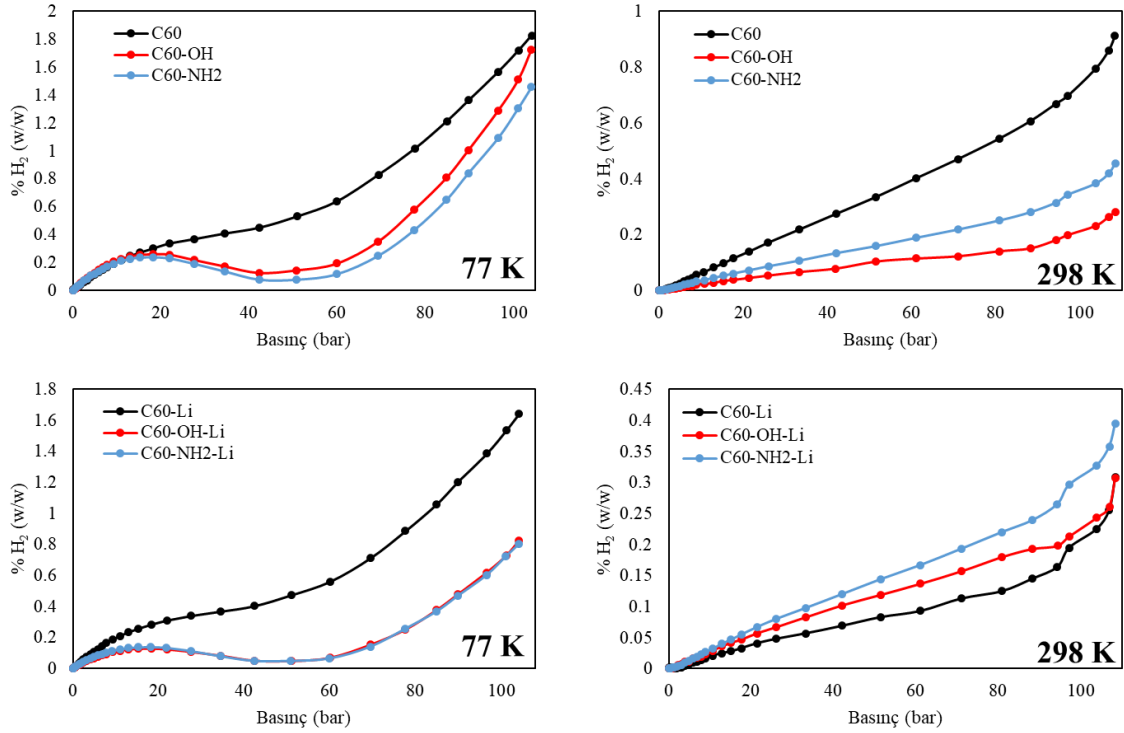 2
1.8
1.6
1.4
1.2
1
0.8
0.6
0.4
0.2
0
% H₂ (w/w)
C60
C60-OH
C60-NH2
77 K
0 20 40 60 80 100
Basınç (bar)
1
0.8
0.6
0.4
0.2
0
% H₂ (w/w)
C60
C60-OH
C60-NH2
298 K
0 20 40 60 80 100
Basınç (bar)
1.8
1.6
1.4
1.2
1
0.8
0.6
0.4
0.2
0
% H₂ (w/w)
C60-Li
C60-OH-Li
C60-NH2-Li
77 K
0 20 40 60 80 100
Basınç (bar)
0.45
0.4
0.35
0.3
0.25
0.2
0.15
0.1
0.05
0
% H₂ (w/w)
C60-Li
C60-OH-Li
C60-NH2-Li
298 K
0 20 40 60 80 100
Basınç (bar)